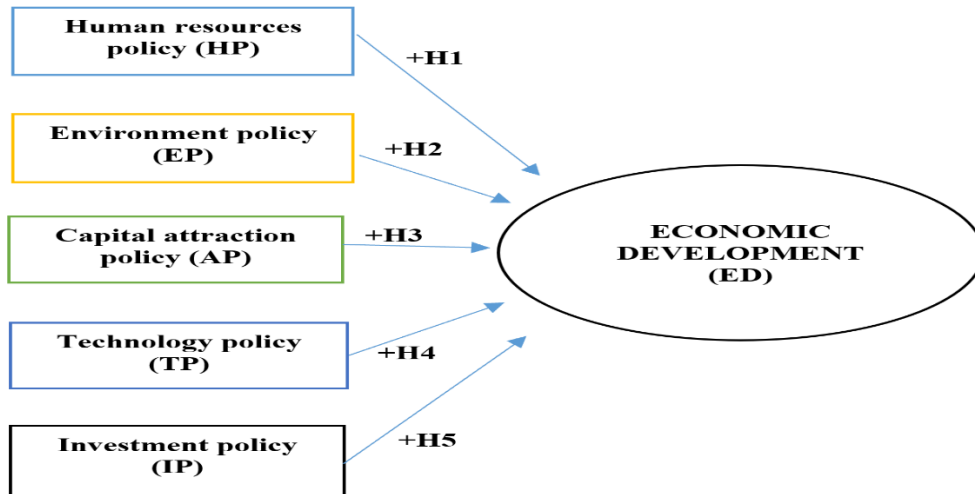 Human resources
policy (HP)
+H1
Environment policy
(EP)
+H2
Capital attraction
policy (AP)
+H3
ECONOMIC
DEVELOPMENT
(ED)
Technology policy
(TP)
+H4
Investment policy
(IP)
+H5